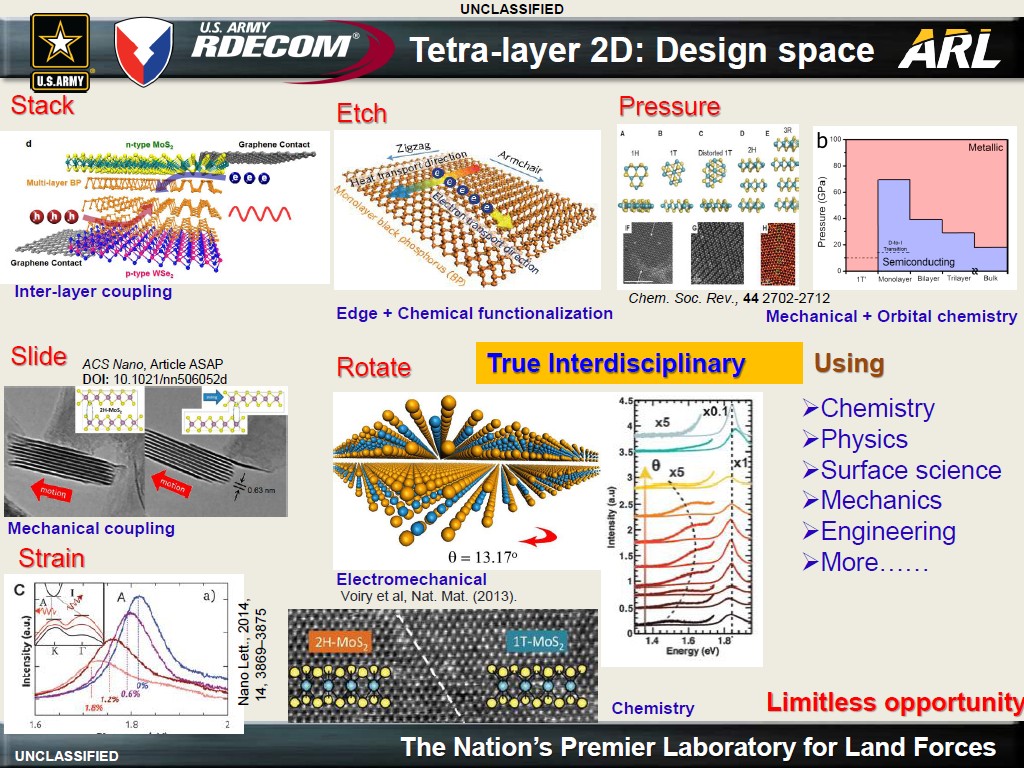 UNCLASSIFIED
U.S. ARMY
U.S. ARMY
RDECOM®
Tetra-layer 2D: Design space
ARL
Stack
d
n-type MoS2
Graphene Contact
Multi-layer BP
e e e
h h h
Graphene Contact
p-type WSe2
Inter-layer coupling
Etch
Zigzag
Armchair
Heat transport direction
e e e e
Electron transport direction
Monolayer black phosphorus (BP)
Edge + Chemical functionalization
Pressure
A B C D E 3R
1H 1T Distorted 1T 2H
F G H
Chem. Soc. Rev., 44 2702-2712
b
Metallic
Pressure (GPa)
100
80
60
40
20
0
D-to-I
Transition
Semiconducting
1T' Monolayer Bilayer Trilayer Bulk
Mechanical + Orbital chemistry
Slide
ACS Nano, Article ASAP
DOI: 10.1021/nn506052d
2H-MoS2
motion
motion
0.63 nm
Mechanical coupling
Rotate
θ = 13.17o
Electromechanical
Voiry et al, Nat. Mat. (2013).
True Interdisciplinary
Using
➢Chemistry
➢Physics
➢Surface science
➢Mechanics
➢Engineering
➢More……
4.5
4
3.5
3
2.5
2
1.5
1
0.5
0
x5
x0.1
θ
x5
x1
Intensity (a.u)
1.4 1.6 1.8
Energy (eV)
Strain
C
A I
K Γ
A
a)
Intensity (a.u.)
0%
0.6%
1.2%
1.8%
1.6 1.8 2
Nano Lett., 2014,
14, 3869–3875
2H-MoS2
1T-MoS2
Chemistry
Limitless opportunity
UNCLASSIFIED
The Nation's Premier Laboratory for Land Forces